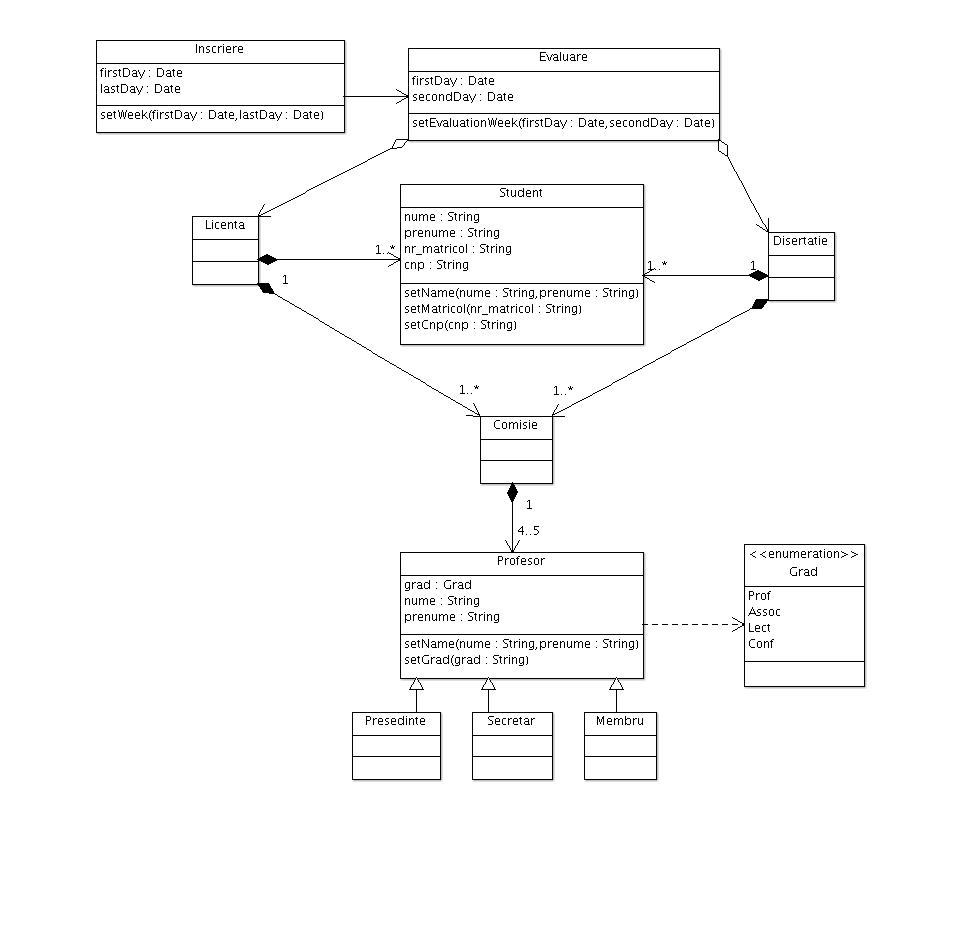 Inscriere
firstDay : Date
lastDay : Date
setWeek(firstDay : Date,lastDay : Date)
Evaluare
firstDay : Date
secondDay : Date
setEvaluationWeek(firstDay : Date,secondDay : Date)
Licenta
1..*
1
Student
nume : String
prenume : String
nr_matricol : String
cnp : String
setName(nume : String,prenume : String)
setMatricol(nr_matricol : String)
setCnp(cnp : String)
1..*
1
Disertatie
1..*
1..*
Comisie
1
4..5
Profesor
grad : Grad
nume : String
prenume : String
setName(nume : String,prenume : String)
setGrad(grad : String)
<<enumeration>>
Grad
Prof
Assoc
Lect
Conf
Presedinte
Secretar
Membru